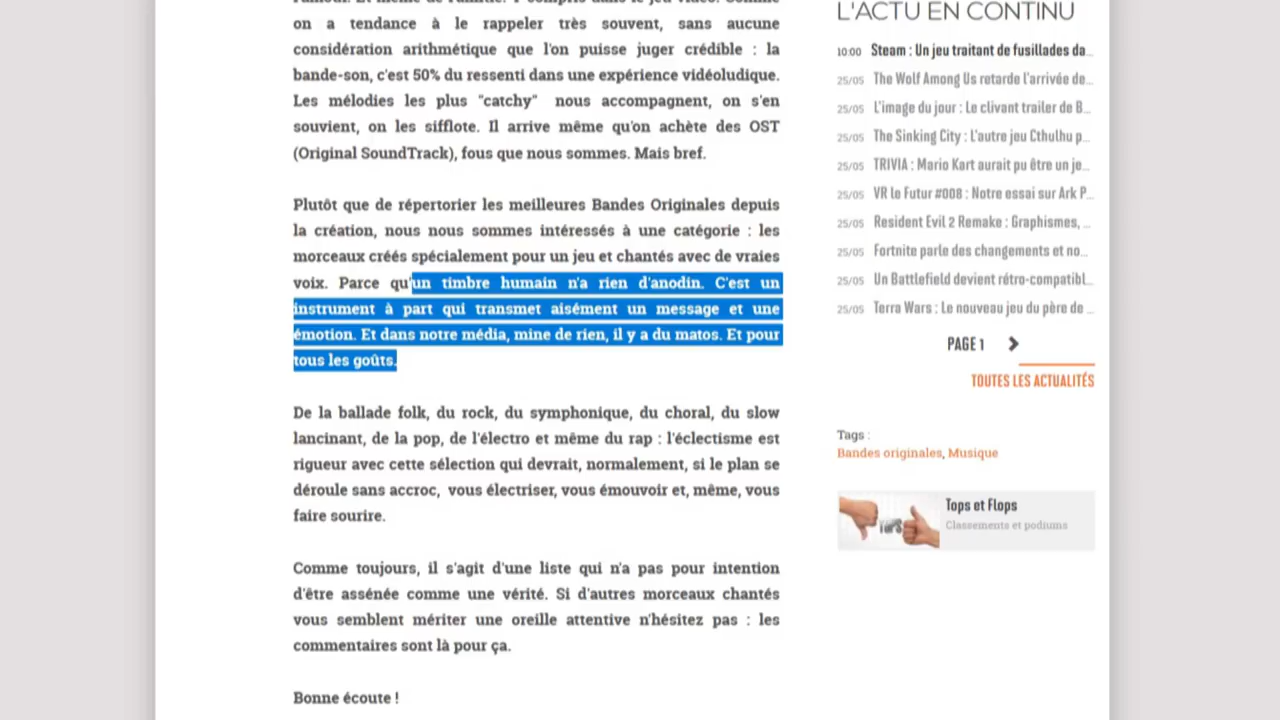 on a tendance à le rappeler très souvent, sans aucune
considération arithmétique que l'on puisse juger crédible : la
bande-son, c'est 50% du ressenti dans une expérience vidéoludique.
Les mélodies les plus "catchy" nous accompagnent, on s'en
souvient, on les sifflote. Il arrive même qu'on achète des OST
(Original SoundTrack), fous que nous sommes. Mais bref.
Plutôt que de répertorier les meilleures Bandes Originales depuis
la création, nous nous sommes intéressés à une catégorie : les
morceaux créés spécialement pour un jeu et chantés avec de vraies
voix. Parce qu'un timbre humain n'a rien d'anodin. C'est un
instrument à part qui transmet aisément un message et une
émotion. Et dans notre média, mine de rien, il y a du matos. Et pour
tous les goûts.
De la ballade folk, du rock, du symphonique, du choral, du slow
lancinant, de la pop, de l'électro et même du rap : l'éclectisme est
rigueur avec cette sélection qui devrait, normalement, si le plan se
déroule sans accroc, vous électriser, vous émouvoir et, même, vous
faire sourire.
Comme toujours, il s'agit d'une liste qui n'a pas pour intention
d'être assénée comme une vérité. Si d'autres morceaux chantés
vous semblent mériter une oreille attentive n'hésitez pas : les
commentaires sont là pour ça.
Bonne écoute !
L'ACTU EN CONTINU
10:00 Steam : Un jeu traitant de fusillades da...
25/05 The Wolf Among Us retarde l'arrivée de...
25/05 L'image du jour : Le clivant trailer de B...
25/05 The Sinking City : L'autre jeu Cthulhu p...
25/05 TRIVIA : Mario Kart aurait pu être un je...
25/05 VR le Futur #008 : Notre essai sur Ark P...
25/05 Resident Evil 2 Remake : Graphismes, ...
25/05 Fortnite parle des changements et no...
25/05 Un Battlefield devient rétro-compatibl...
25/05 Terra Wars : Le nouveau jeu du père de ...
PAGE 1
TOUTES LES ACTUALITÉS
Tags :
Bandes originales, Musique
Tops et Flops
Classements et podiums